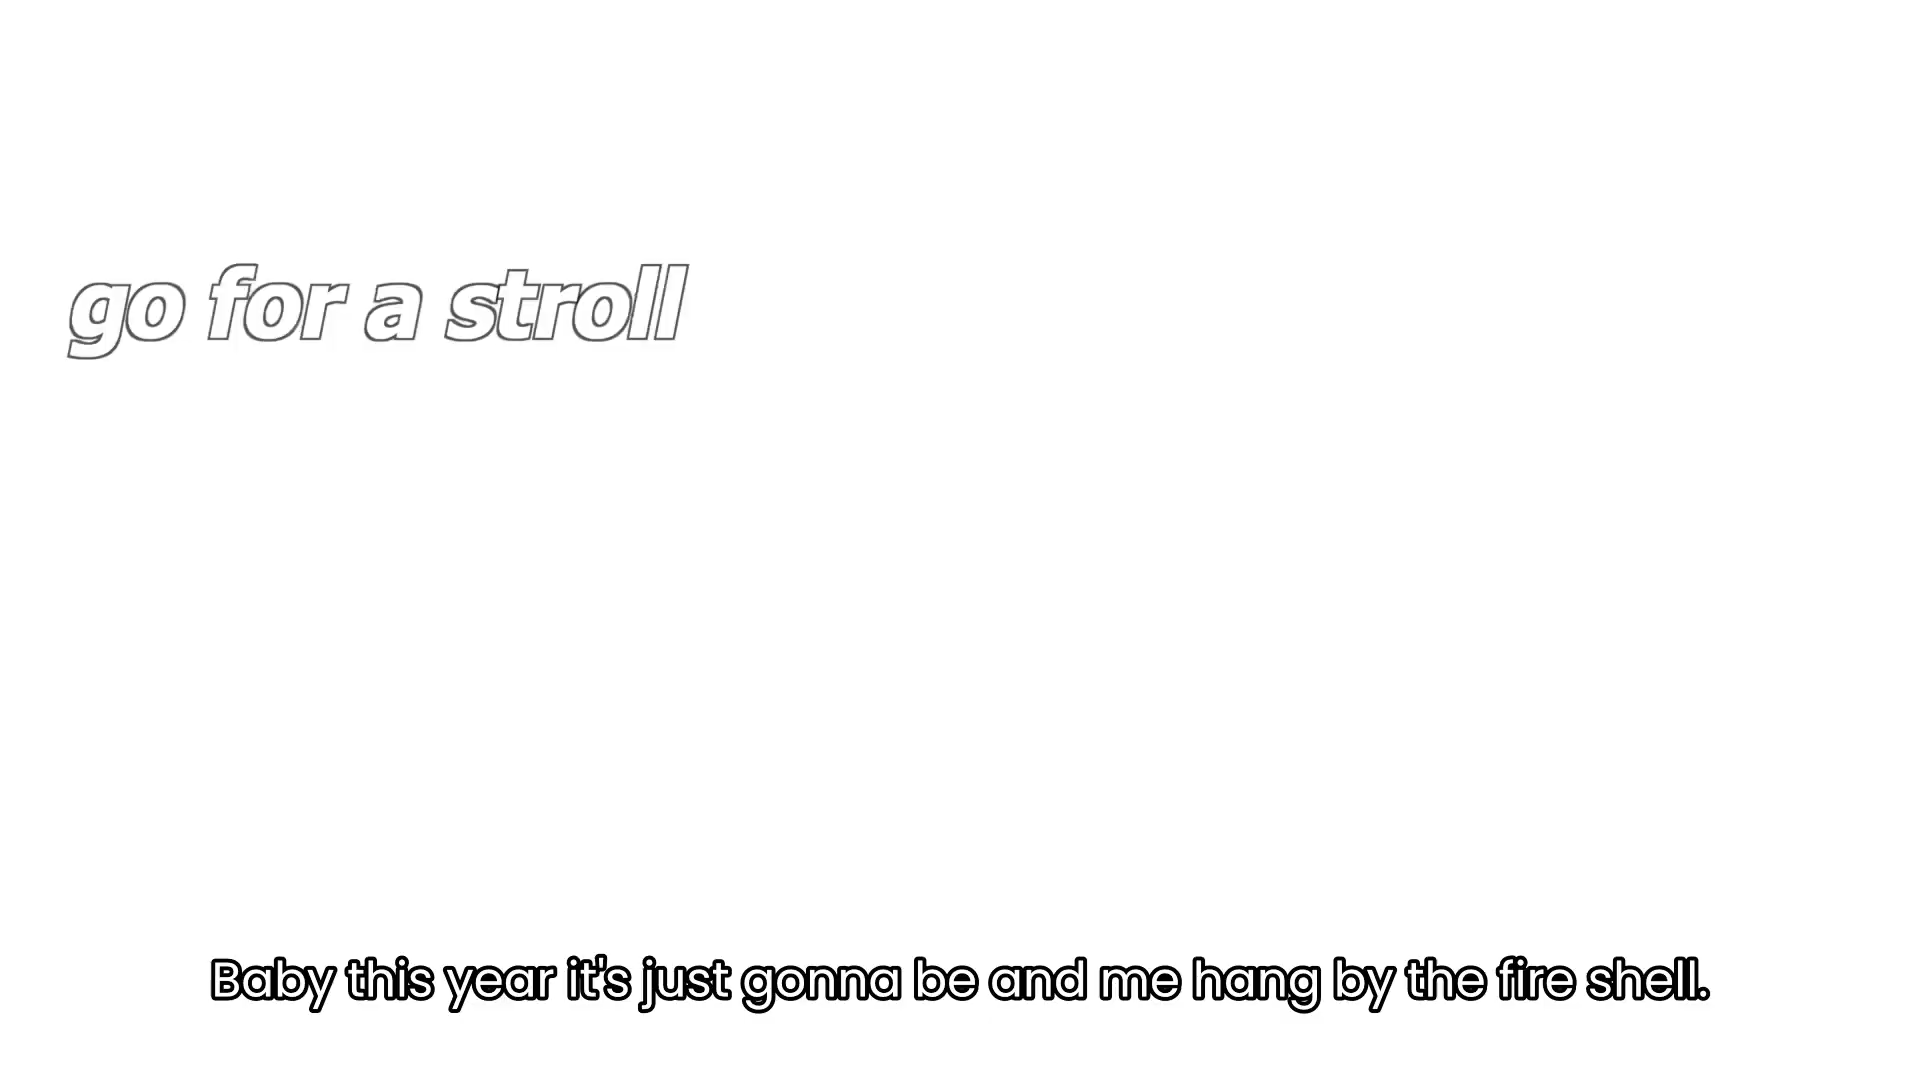 go for a stroll
Baby this year it's just gonna be and me hang by the fire shell.